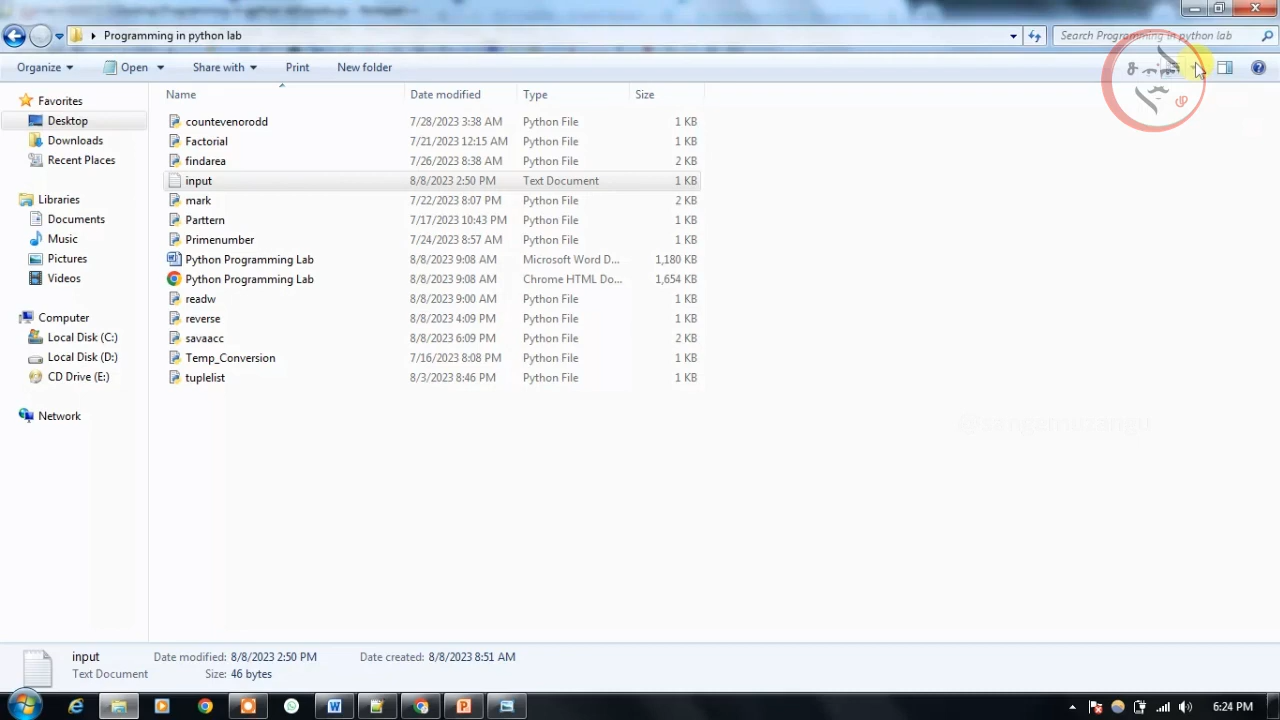 Programming in python lab
Search Programming in python lab
Organize
Open
Share with
Print
New folder
Name
Date modified
Type
Size
Favorites
Desktop
Downloads
Recent Places
Libraries
Documents
Music
Pictures
Videos
Computer
Local Disk (C:)
Local Disk (D:)
CD Drive (E:)
Network
countevenorodd 7/28/2023 3:38 AM Python File 1 KB
Factorial 7/21/2023 12:15 AM Python File 1 KB
findarea 7/26/2023 8:38 AM Python File 2 KB
input 8/8/2023 2:50 PM Text Document 1 KB
mark 7/22/2023 8:07 PM Python File 2 KB
Parttern 7/17/2023 10:43 PM Python File 1 KB
Primenumber 7/24/2023 8:57 AM Python File 1 KB
Python Programming Lab 8/8/2023 9:08 AM Microsoft Word D... 1,180 KB
Python Programming Lab 8/8/2023 9:08 AM Chrome HTML Do... 1,654 KB
readw 8/8/2023 9:00 AM Python File 1 KB
reverse 8/8/2023 4:09 PM Python File 1 KB
savaacc 8/8/2023 6:09 PM Python File 2 KB
Temp_Conversion 7/16/2023 8:08 PM Python File 1 KB
tuplelist 8/3/2023 8:46 PM Python File 1 KB
input Date modified: 8/8/2023 2:50 PM Date created: 8/8/2023 8:51 AM
Text Document Size: 46 bytes
6:24 PM